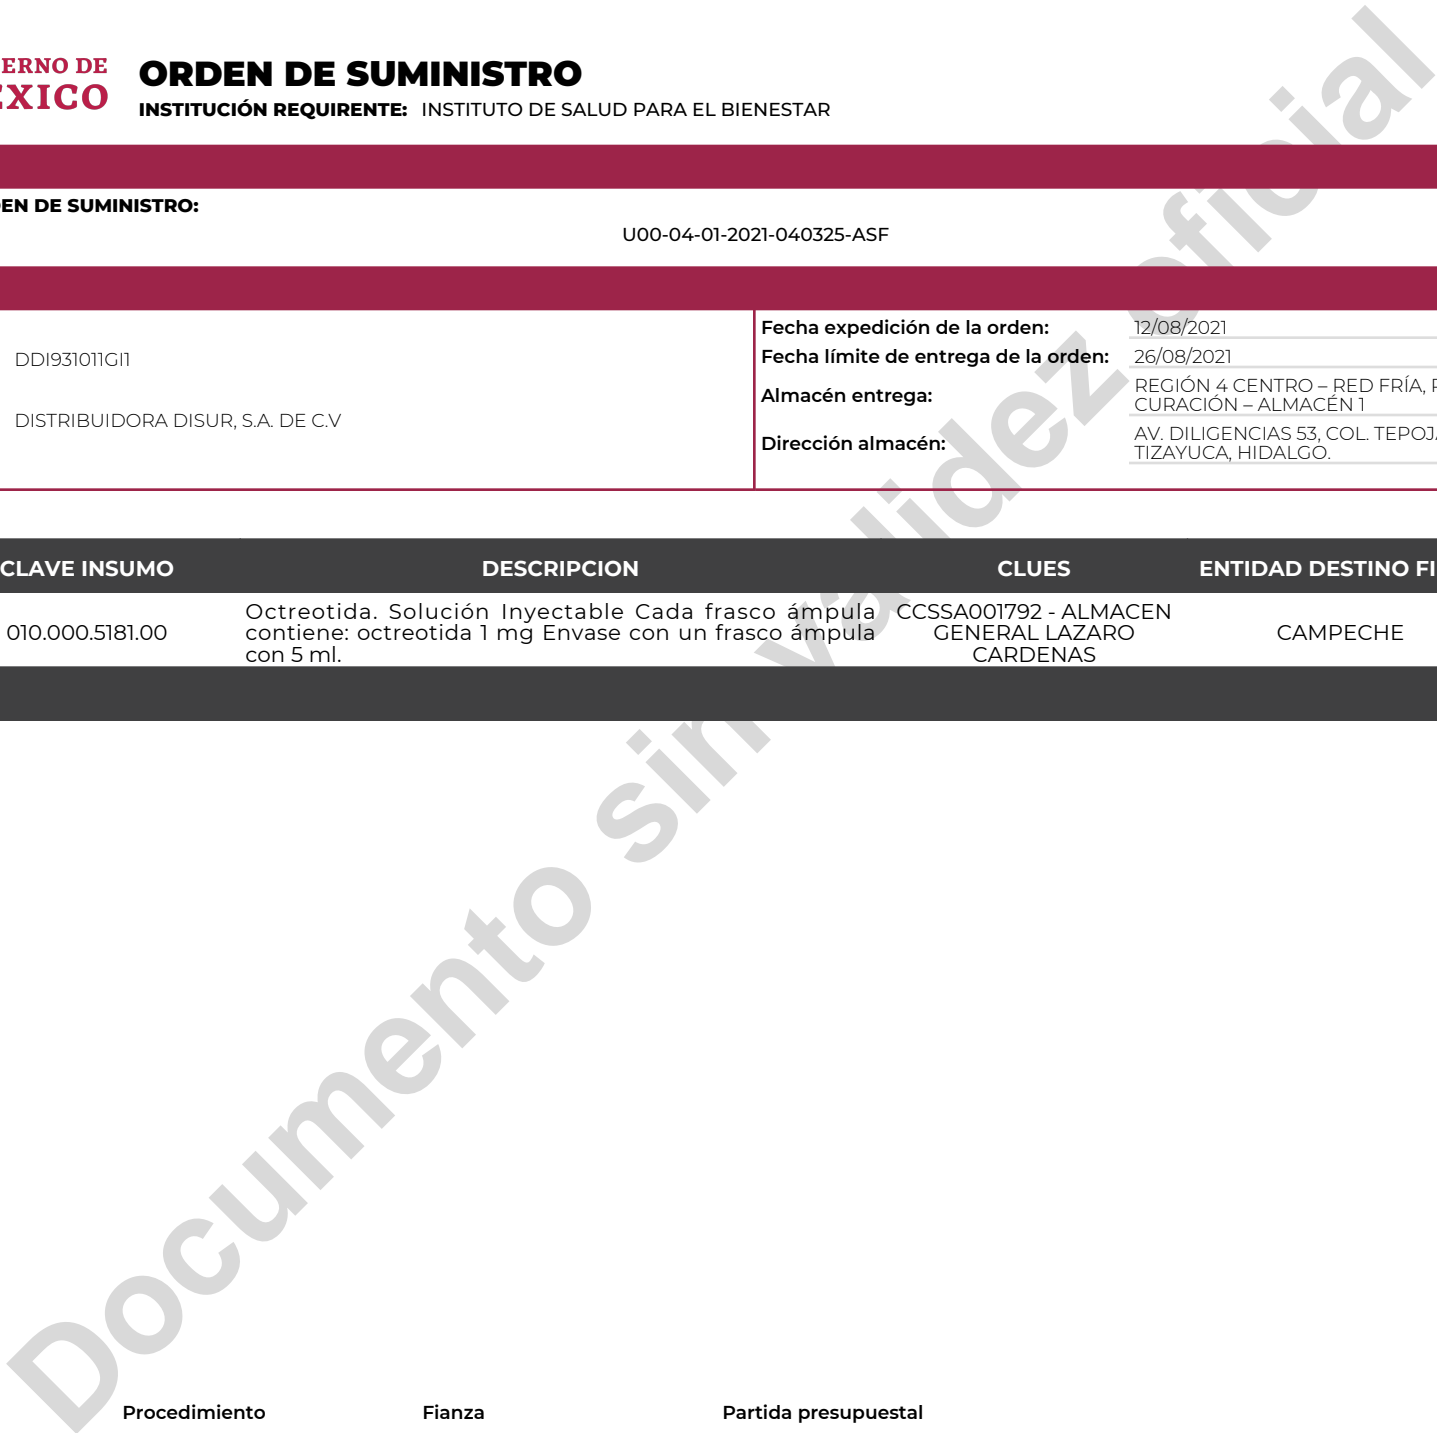 ERNO DE
EXICO
ORDEN DE SUMINISTRO
INSTITUCIÓN REQUIRENTE: INSTITUTO DE SALUD PARA EL BIENESTAR
EN DE SUMINISTRO:
U00-04-01-2021-040325-ASF
DDI931011GI1
DISTRIBUIDORA DISUR, S.A. DE C.V
Fecha expedición de la orden: 12/08/2021
Fecha límite de entrega de la orden: 26/08/2021
Almacén entrega: REGIÓN 4 CENTRO – RED FRÍA,
CURACIÓN – ALMACÉN 1
Dirección almacén: AV. DILIGENCIAS 53, COL. TEPOJ
TIZAYUCA, HIDALGO.
CLAVE INSUMO DESCRIPCION CLUES ENTIDAD DESTINO FI
010.000.5181.00
Octreotida. Solución Inyectable Cada frasco ámpula
contiene: octreotida 1 mg Envase con un frasco ámpula
con 5 ml.
CCSSA001792 - ALMACEN
GENERAL LAZARO
CARDENAS
CAMPECHE
Documento sin validez oficial
Procedimiento Fianza Partida presupuestal